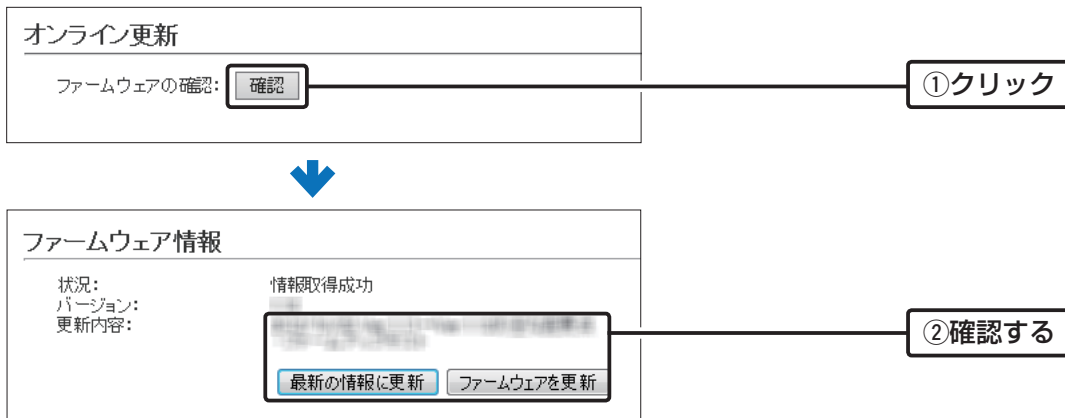 オンライン更新
ファームウェアの確認: 確認
①クリック
ファームウェア情報
状況: 情報取得成功
バージョン:
更新内容:
②確認する
最新の情報に更新 ファームウェアを更新